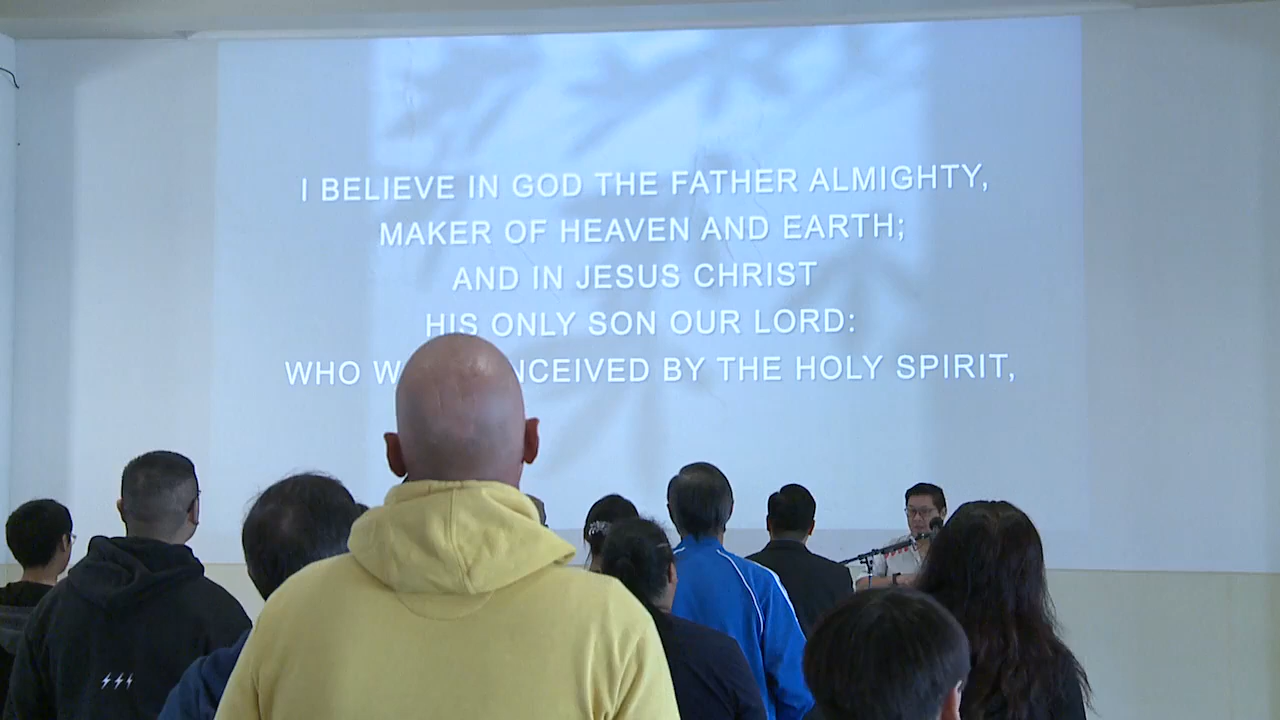 I BELIEVE IN GOD THE FATHER ALMIGHTY,
MAKER OF HEAVEN AND EARTH;
AND IN JESUS CHRIST
HIS ONLY SON OUR LORD:
WHO CONCEIVED BY THE HOLY SPIRIT,